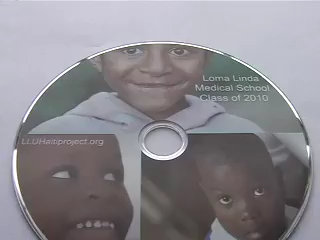 Loma Linda
Medical School
Class of 2010
LLUHaitiproject.org